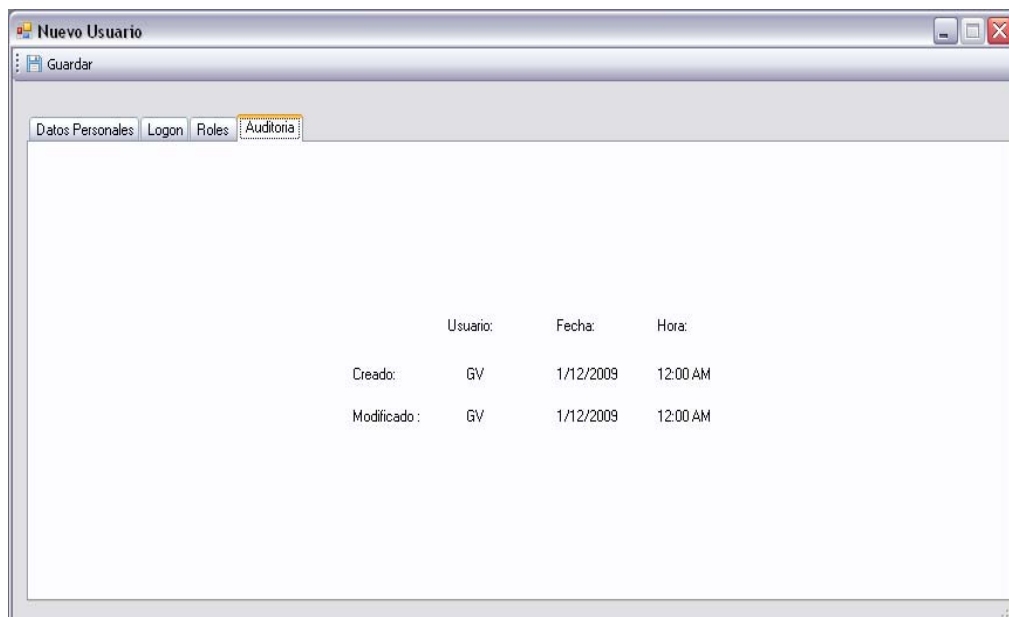 Nuevo Usuario
Guardar
Datos Personales Logon Roles Auditoria
Usuario: Fecha: Hora:
Creado: GV 1/12/2009 12:00 AM
Modificado : GV 1/12/2009 12:00 AM